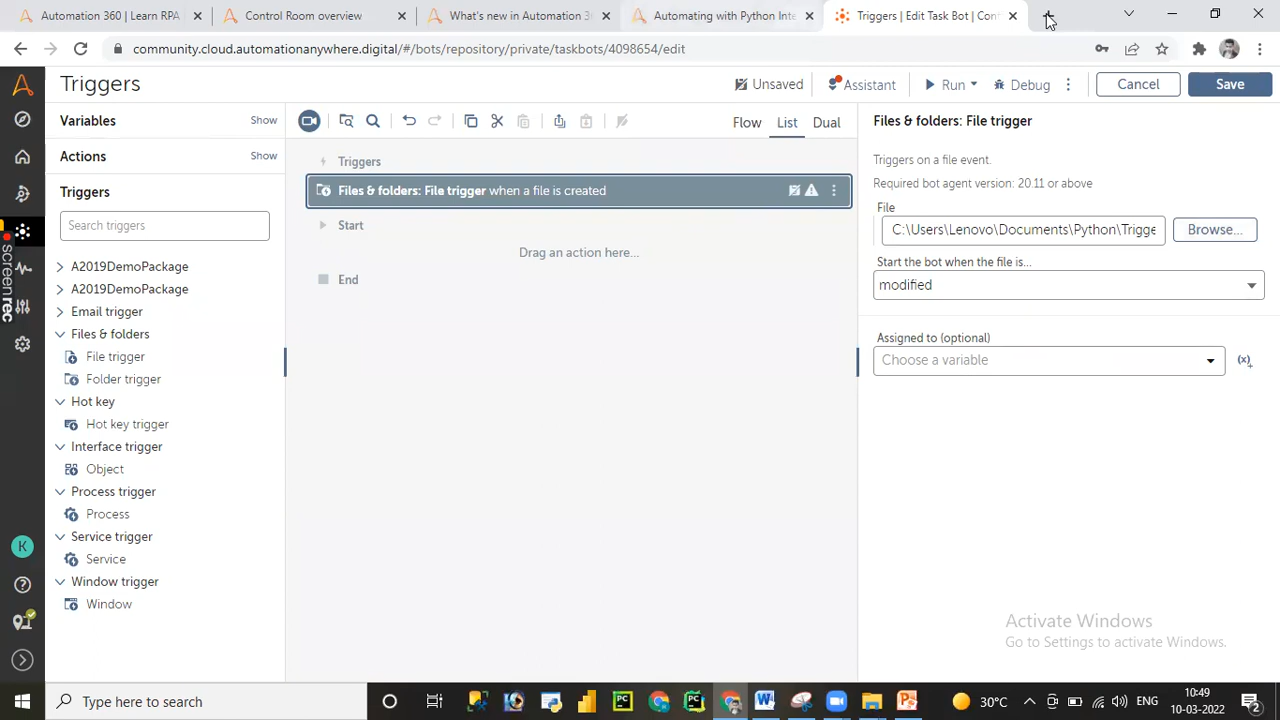 Automation 360 | Learn RPA
Control Room overview
What's new in Automation 3
Automating with Python Inte
Triggers | Edit Task Bot | Con
community.cloud.automationanywhere.digital/#/bots/repository/private/taskbots/4098654/edit
Triggers
Unsaved
Assistant
Run
Debug
Cancel
Save
Variables
Show
Flow
List
Dual
Files & folders: File trigger
Actions
Show
Triggers
Triggers on a file event.
Required bot agent version: 20.11 or above
Triggers
Files & folders: File trigger when a file is created
File
Search triggers
Start
C:\Users\Lenovo\Documents\Python\Trigge
Browse...
Drag an action here...
Start the bot when the file is...
A2019DemoPackage
End
modified
A2019DemoPackage
Email trigger
Files & folders
Assigned to (optional)
File trigger
Choose a variable
(x)+
Folder trigger
Hot key
Hot key trigger
Interface trigger
Object
Process trigger
Process
Service trigger
Service
Window trigger
Window
screenrec
K
Activate Windows
Go to Settings to activate Windows.
Type here to search
30°C
ENG
10:49
10-03-2022
2